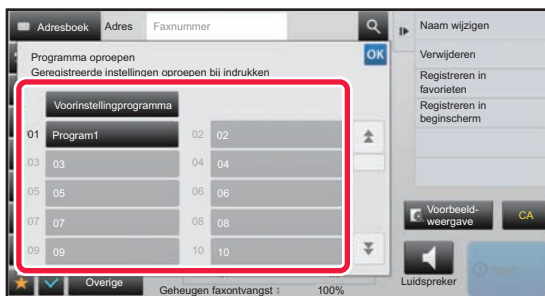 Adresboek Adres Faxnummer
Programma oproepen OK
Geregistreerde instellingen oproepen bij indrukken
Voorinstellingprogramma
01 Program1 02 02
03 03 04 04
05 05 06 06
07 07 08 08
09 09 10 10
Overige
Geheugen faxontvangst : 100%
Naam wijzigen
Verwijderen
Registreren in
favorieten
Registreren in
beginscherm
Voorbeeld-
weergave
CA
Luidspreker
Start